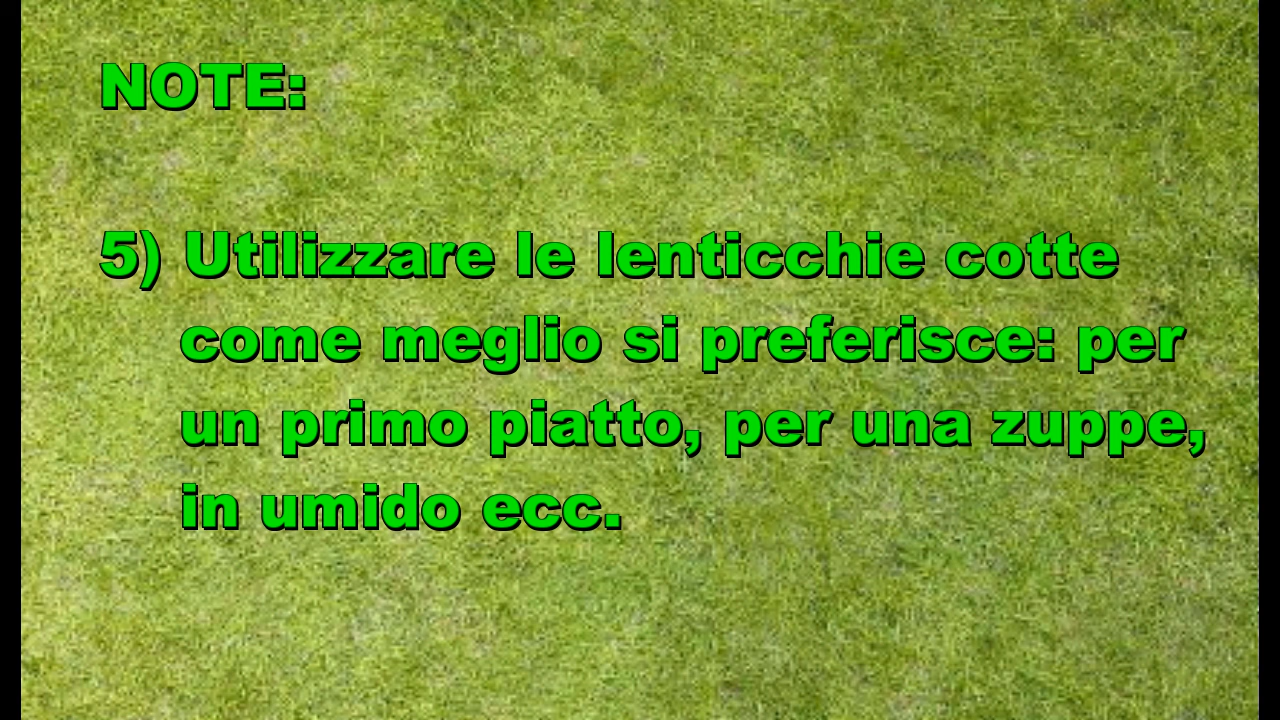 NOTE:
5) Utilizzare le lenticchie cotte
come meglio si preferisce: per
un primo piatto, per una zuppe,
in umido ecc.